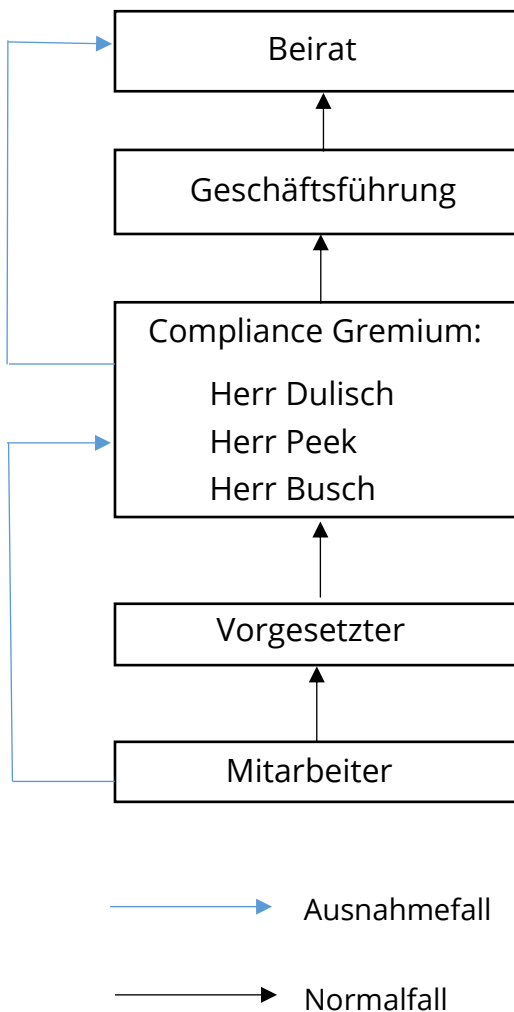 Beirat
Geschäftsführung
Compliance Gremium:
Herr Dulisch
Herr Peek
Herr Busch
Vorgesetzter
Mitarbeiter
Ausnahmefall
Normalfall